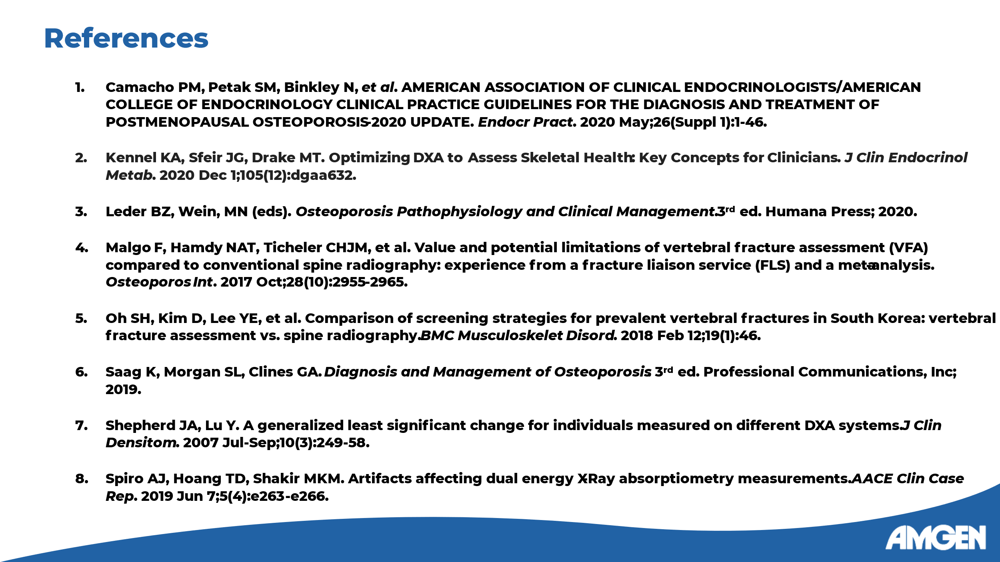 References
1. Camacho PM, Petak SM, Binkley N, et al. AMERICAN ASSOCIATION OF CLINICAL ENDOCRINOLOGISTS/AMERICAN
COLLEGE OF ENDOCRINOLOGY CLINICAL PRACTICE GUIDELINES FOR THE DIAGNOSIS AND TREATMENT OF
POSTMENOPAUSAL OSTEOPOROSIS-2020 UPDATE. Endocr Pract. 2020 May;26(Suppl 1):1-46.
2. Kennel KA, Sfeir JG, Drake MT. Optimizing DXA to Assess Skeletal Health: Key Concepts for Clinicians. J Clin Endocrinol
Metab. 2020 Dec 1;105(12):dgaa632.
3. Leder BZ, Wein, MN (eds). Osteoporosis Pathophysiology and Clinical Management. 3rd ed. Humana Press; 2020.
4. Malgo F, Hamdy NAT, Ticheler CHJM, et al. Value and potential limitations of vertebral fracture assessment (VFA)
compared to conventional spine radiography: experience from a fracture liaison service (FLS) and a meta-analysis.
Osteoporos Int. 2017 Oct;28(10):2955-2965.
5. Oh SH, Kim D, Lee YE, et al. Comparison of screening strategies for prevalent vertebral fractures in South Korea: vertebral
fracture assessment vs. spine radiography. BMC Musculoskelet Disord. 2018 Feb 12;19(1):46.
6. Saag K, Morgan SL, Clines GA. Diagnosis and Management of Osteoporosis. 3rd ed. Professional Communications, Inc;
2019.
7. Shepherd JA, Lu Y. A generalized least significant change for individuals measured on different DXA systems. J Clin
Densitom. 2007 Jul-Sep;10(3):249-58.
8. Spiro AJ, Hoang TD, Shakir MKM. Artifacts affecting dual energy X-Ray absorptiometry measurements. AACE Clin Case
Rep. 2019 Jun 7;5(4):e263-e266.
AMGEN